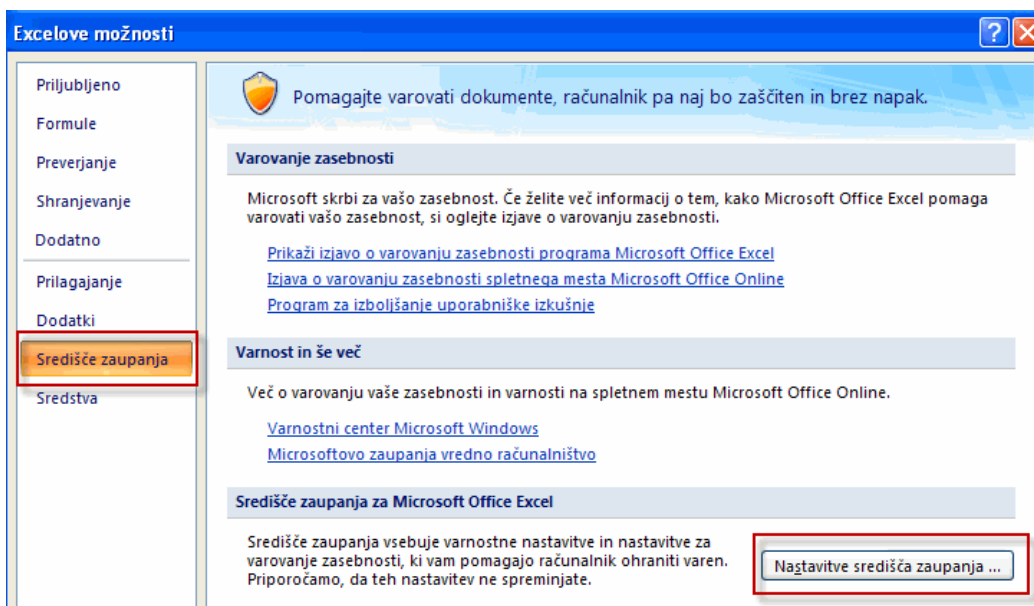 Excelove možnosti
Priljubljeno
Formule
Preverjanje
Shranjevanje
Dodatno
Prilagajanje
Dodatki
Središče zaupanja
Sredstva
Pomagajte varovati dokumente, računalnik pa naj bo zaščiten in brez napak.
Varovanje zasebnosti
Microsoft skrbi za vašo zasebnost. Če želite več informacij o tem, kako Microsoft Office Excel pomaga
varovati vašo zasebnost, si oglejte izjave o varovanju zasebnosti.
Prikaži izjavo o varovanju zasebnosti programa Microsoft Office Excel
Izjava o varovanju zasebnosti spletnega mesta Microsoft Office Online
Program za izboljšanje uporabniške izkušnje
Varnost in še več
Več o varovanju vaše zasebnosti in varnosti na spletnem mestu Microsoft Office Online.
Varnostni center Microsoft Windows
Microsoftovo zaupanja vredno računalništvo
Središče zaupanja za Microsoft Office Excel
Središče zaupanja vsebuje varnostne nastavitve in nastavitve za
varovanje zasebnosti, ki vam pomagajo računalnik ohraniti varen.
Priporočamo, da teh nastavitev ne spreminjate.
Nastavitve središča zaupanja ...